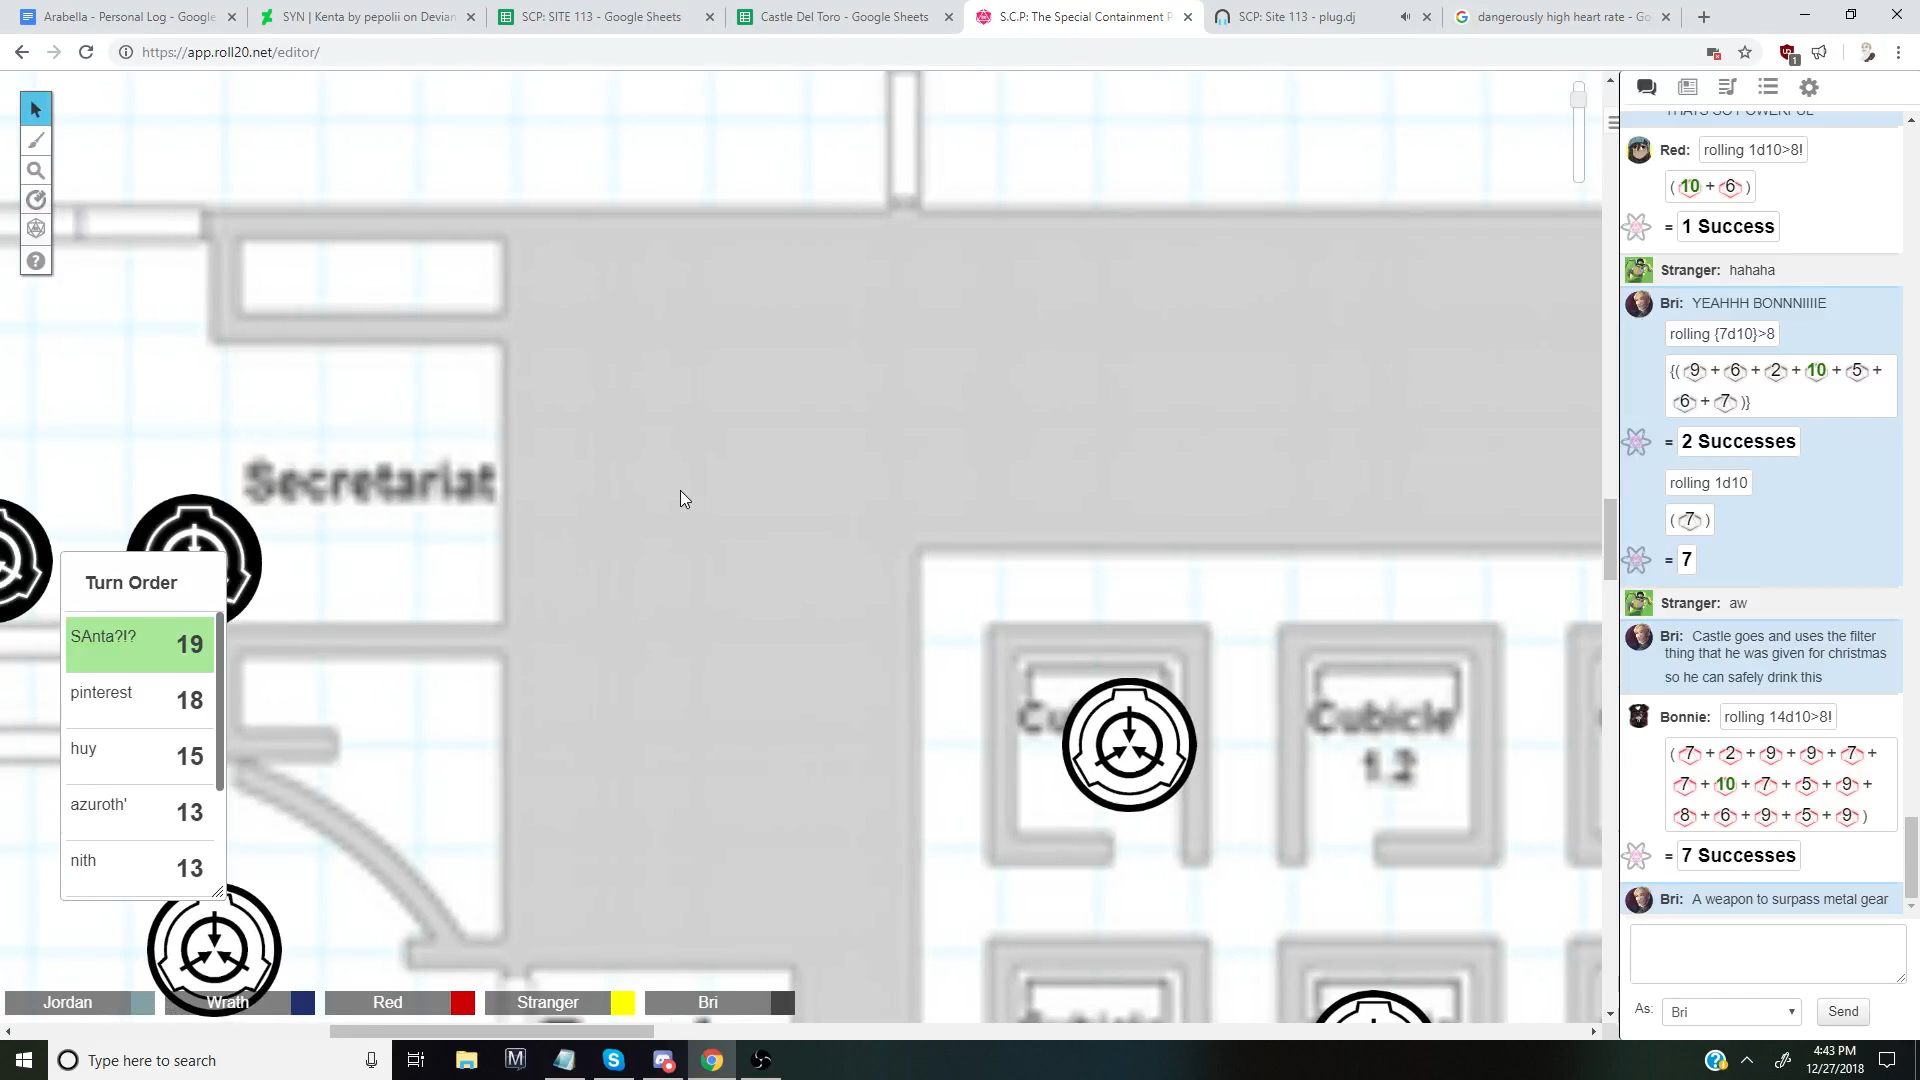 Arabella - Personal Log - Google
SYN | Kenta by pepolii on Devian
SCP: SITE 113 - Google Sheets
Castle Del Toro - Google Sheets
S.C.P: The Special Containment P
SCP: Site 113 - plug.dj
dangerously high heart rate - Go
https://app.roll20.net/editor/
1
THATS SO POWERFUL
Red: rolling 1d10>8!
(10+6)
= 1 Success
Stranger: hahaha
Bri: YEAHHH BONNNIIIIE
rolling {7d10}>8
{(9+6+2+10+5+
6+7)}
= 2 Successes
rolling 1d10
(7)
= 7
Stranger: aw
Bri: Castle goes and uses the filter
thing that he was given for christmas
so he can safely drink this
Bonnie: rolling 14d10>8!
(7+2+9+9+7+
7+10+7+5+9+
8+6+9+5+9)
= 7 Successes
Bri: A weapon to surpass metal gear
As: Bri
Send
Secretariat
Cu
Cubicle
1.2
Turn Order
SAnta?!? 19
pinterest 18
huy 15
azuroth' 13
nith 13
Jordan
Wrath
Red
Stranger
Bri
Type here to search
4:43 PM
12/27/2018